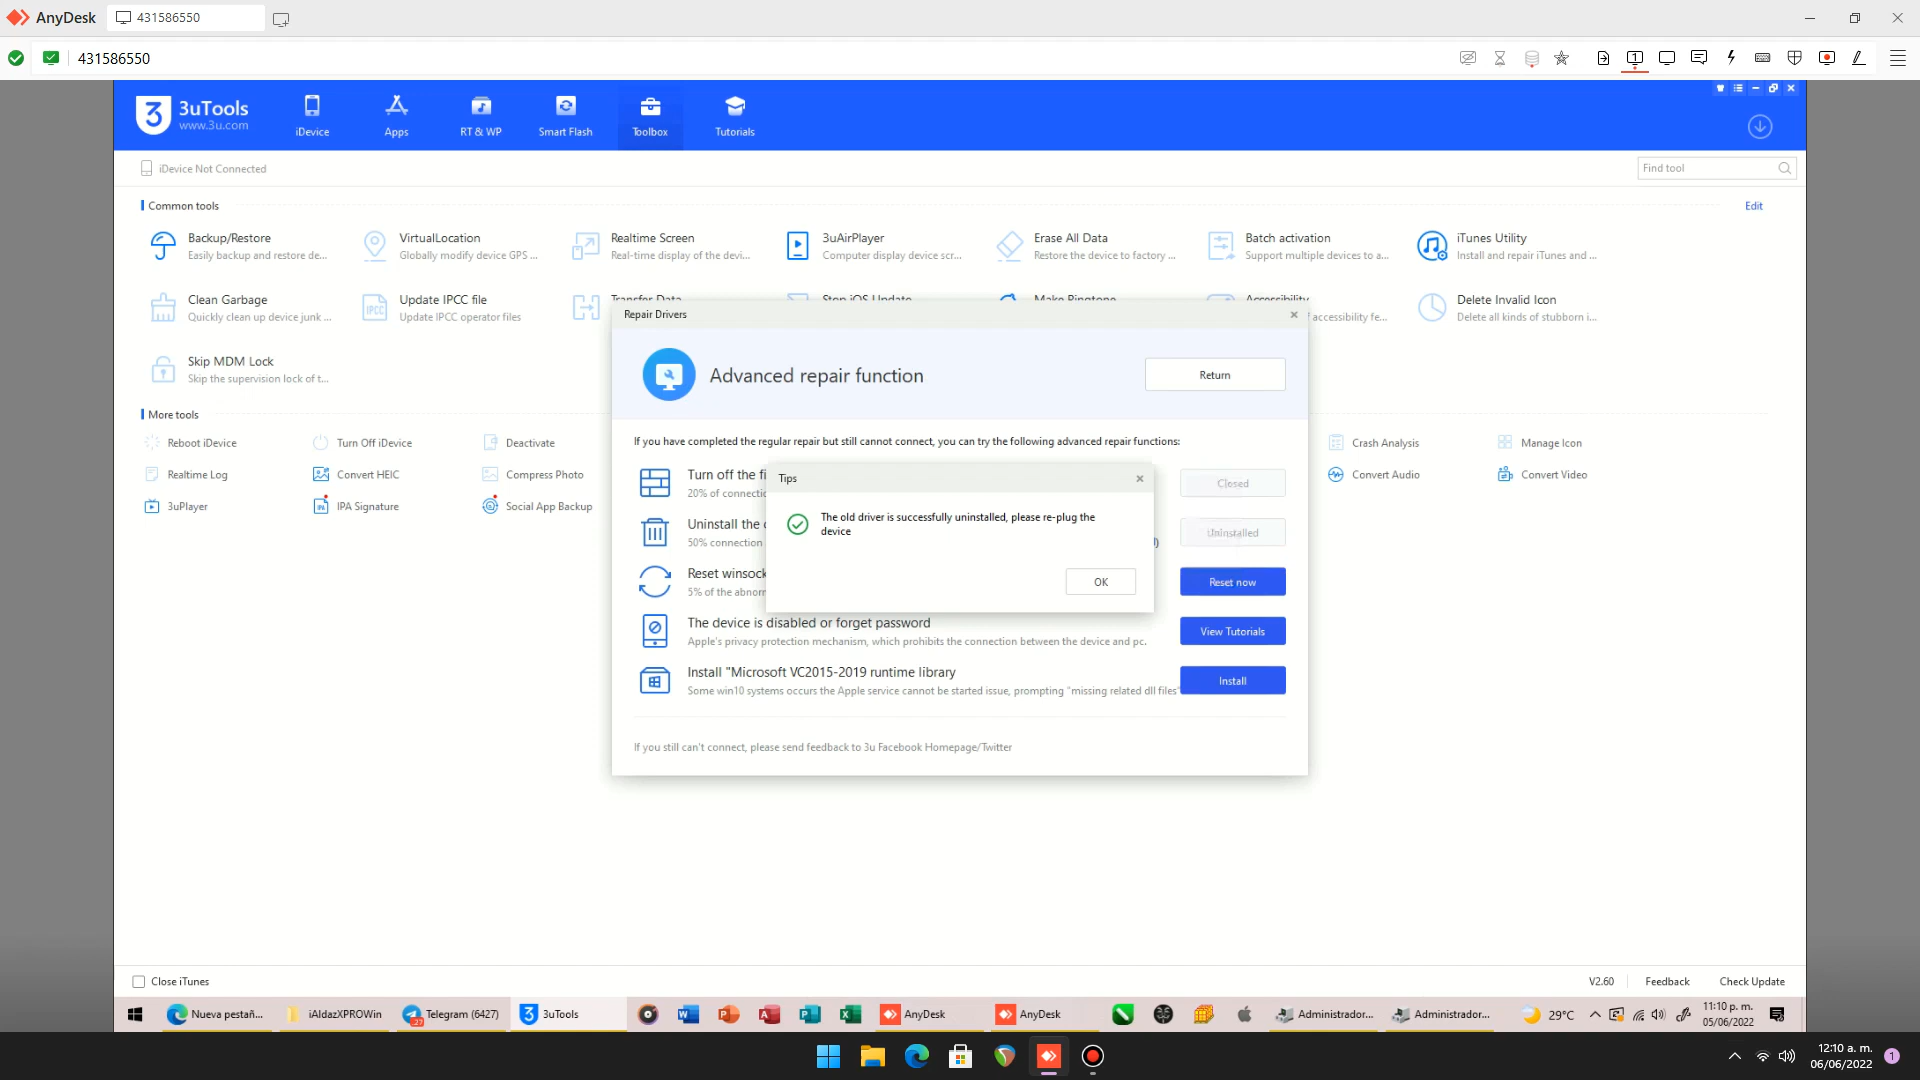 AnyDesk
431586550
431586550
3uTools
www.3u.com
iDevice
Apps
RT & WP
Smart Flash
Toolbox
Tutorials
iDevice Not Connected
Find tool
Common tools
Edit
Backup/Restore
Easily backup and restore de...
VirtualLocation
Globally modify device GPS ...
Realtime Screen
Real-time display of the devi...
3uAirPlayer
Computer display device scr...
Erase All Data
Restore the device to factory ...
Batch activation
Support multiple devices to a...
iTunes Utility
Install and repair iTunes and ...
Clean Garbage
Quickly clean up device junk ...
Update IPCC file
Update IPCC operator files
IPCC
Transfer Data
Stop iOS Update
Make Ringtone
Accessibility
accessibility fe...
Delete Invalid Icon
Delete all kinds of stubborn i...
Skip MDM Lock
Skip the supervision lock of t...
More tools
Reboot iDevice
Turn Off iDevice
Deactivate
Crash Analysis
Manage Icon
Realtime Log
Convert HEIC
Compress Photo
Convert Audio
Convert Video
3uPlayer
IPA Signature
Social App Backup
Repair Drivers
Advanced repair function
Return
If you have completed the regular repair but still cannot connect, you can try the following advanced repair functions:
Turn off the fi
20% of connectic
Closed
Uninstall the
50% connection
Uninstalled
Reset winsock
5% of the abnor
Reset now
The device is disabled or forget password
Apple's privacy protection mechanism, which prohibits the connection between the device and pc.
View Tutorials
Install "Microsoft VC2015-2019 runtime library
Some win10 systems occurs the Apple service cannot be started issue, prompting "missing related dll files"
Install
If you still can't connect, please send feedback to 3u Facebook Homepage/Twitter
Tips
The old driver is successfully uninstalled, please re-plug the
device
OK
Close iTunes
V2.60
Feedback
Check Update
Nueva pestañ...
iAldazXPROWin
Telegram (6427)
3uTools
AnyDesk
AnyDesk
Administrador...
Administrador...
29°C
11:10 p. m.
05/06/2022
12:10 a. m.
06/06/2022
1